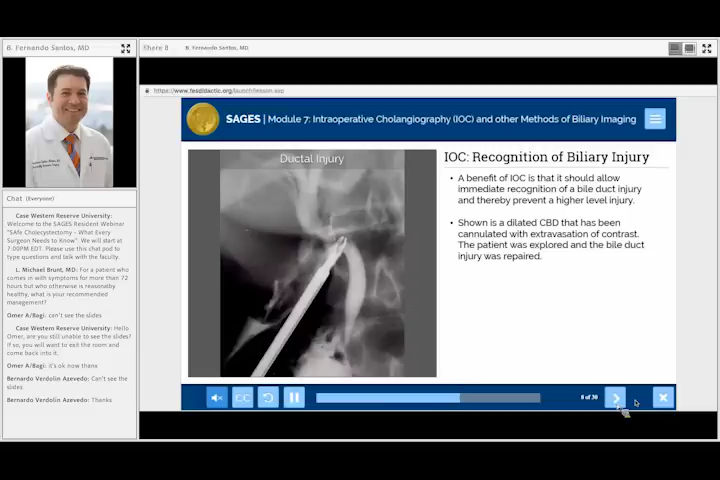 B. Fernando Santos, MD
Share 8
B. Fernando Santos, MD
https://www.fesdidactic.org/launch/lesson.asp
SAGES | Module 7: Intraoperative Cholangiography (IOC) and other Methods of Biliary Imaging
Ductal Injury
IOC: Recognition of Biliary Injury
• A benefit of IOC is that it should allow
immediate recognition of a bile duct injury
and thereby prevent a higher level injury.
• Shown is a dilated CBD that has been
cannulated with extravasation of contrast.
The patient was explored and the bile duct
injury was repaired.
CC
8 of 30
Chat (Everyone)
Case Western Reserve University:
Welcome to the SAGES Resident Webinar
"Safe Cholecystectomy - What Every
Surgeon Needs to Know" We will start at
7:00PM EDT. Please use this chat pod to
type questions and talk with the faculty.
L. Michael Brunt, MD: For a patient who
comes in with symptoms for more than 72
hours but who otherwise is reasonably
healthy, what is your recommended
management?
Omer A/Bagi: can't see the slides
Case Western Reserve University: Hello
Omer, are you still unable to see the slides?
If so, you will want to exit the room and
come back into it.
Omer A/Bagi: it's ok now thanx
Bernardo Verdolin Azevedo: Can't see the
slides
Bernardo Verdolin Azevedo: Thanks